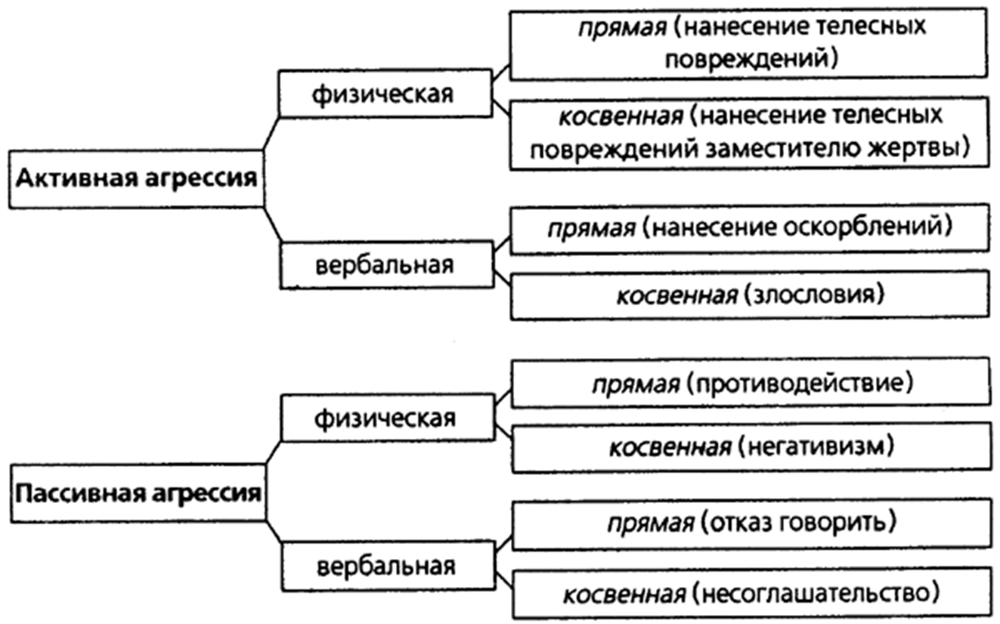 прямая (нанесение телесных
повреждений)
физическая
косвенная (нанесение телесных
повреждений заместителю жертвы)
Активная агрессия
прямая (нанесение оскорблений)
вербальная
косвенная (злословия)
прямая (противодействие)
физическая
косвенная (негативизм)
Пассивная агрессия
прямая (отказ говорить)
вербальная
косвенная (несоглашательство)